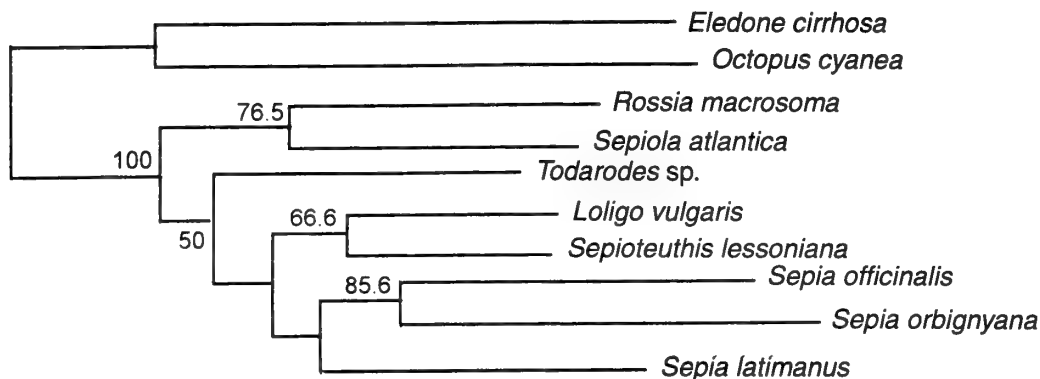 Eledone cirrhosa
Octopus cyanea
Rossia macrosoma
76.5
Sepiola atlantica
100
Todarodes sp.
Loligo vulgaris
66.6
50
Sepioteuthis lessoniana
Sepia officinalis
85.6
Sepia orbignyana
Sepia latimanus